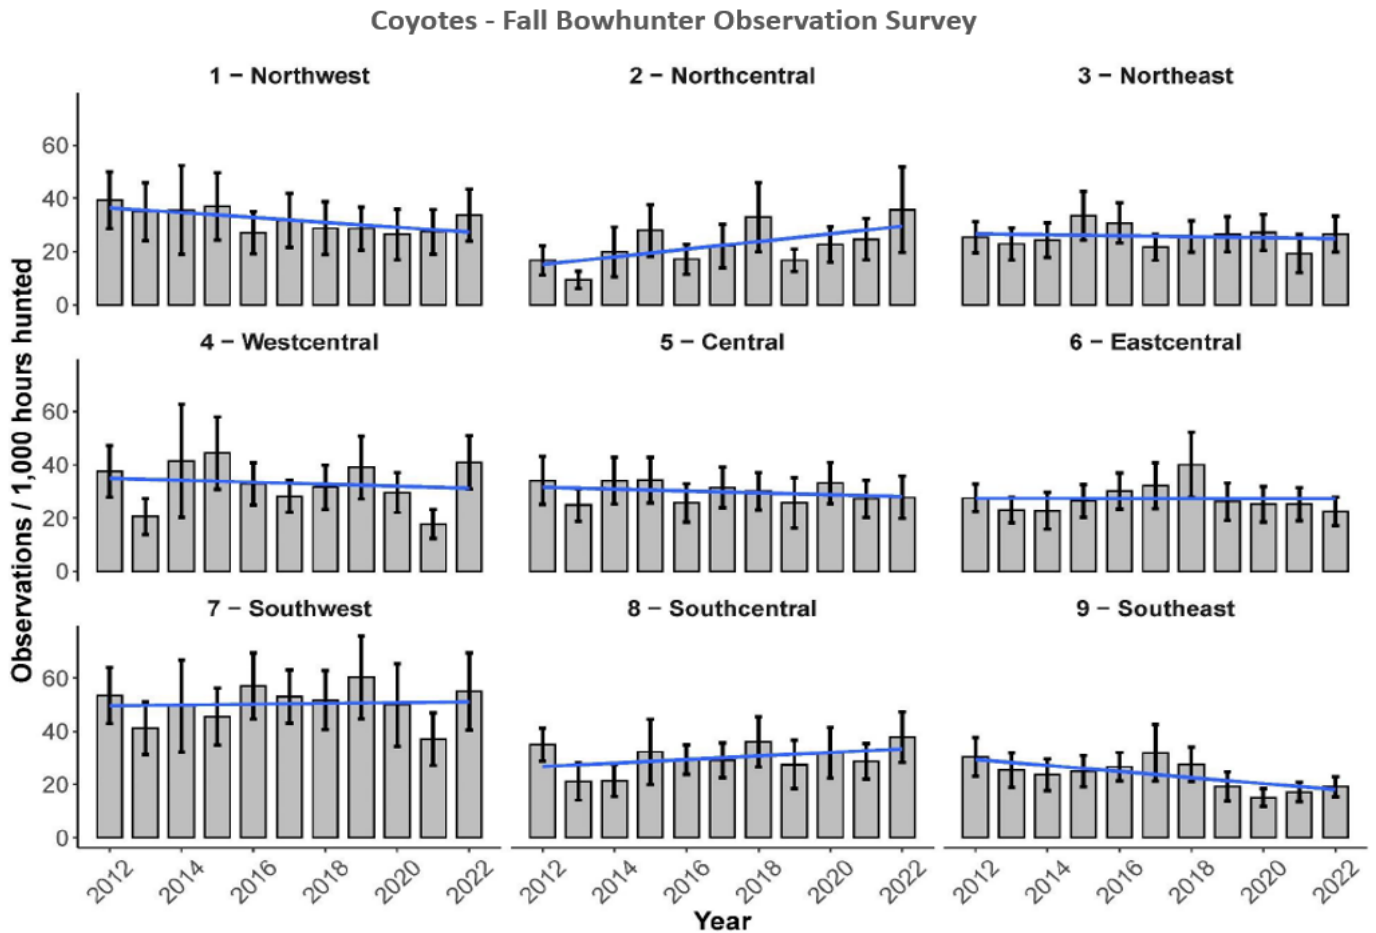 Coyotes - Fall Bowhunter Observation Survey
1 − Northwest
2 − Northcentral
3 − Northeast
60
40
20
0
4 − Westcentral
5 − Central
6 − Eastcentral
60
40
20
0
7 − Southwest
8 − Southcentral
9 − Southeast
60
40
20
0
Observations / 1,000 hours hunted
2012 2014 2016 2018 2020 2022
2012 2014 2016 2018 2020 2022
2012 2014 2016 2018 2020 2022
Year